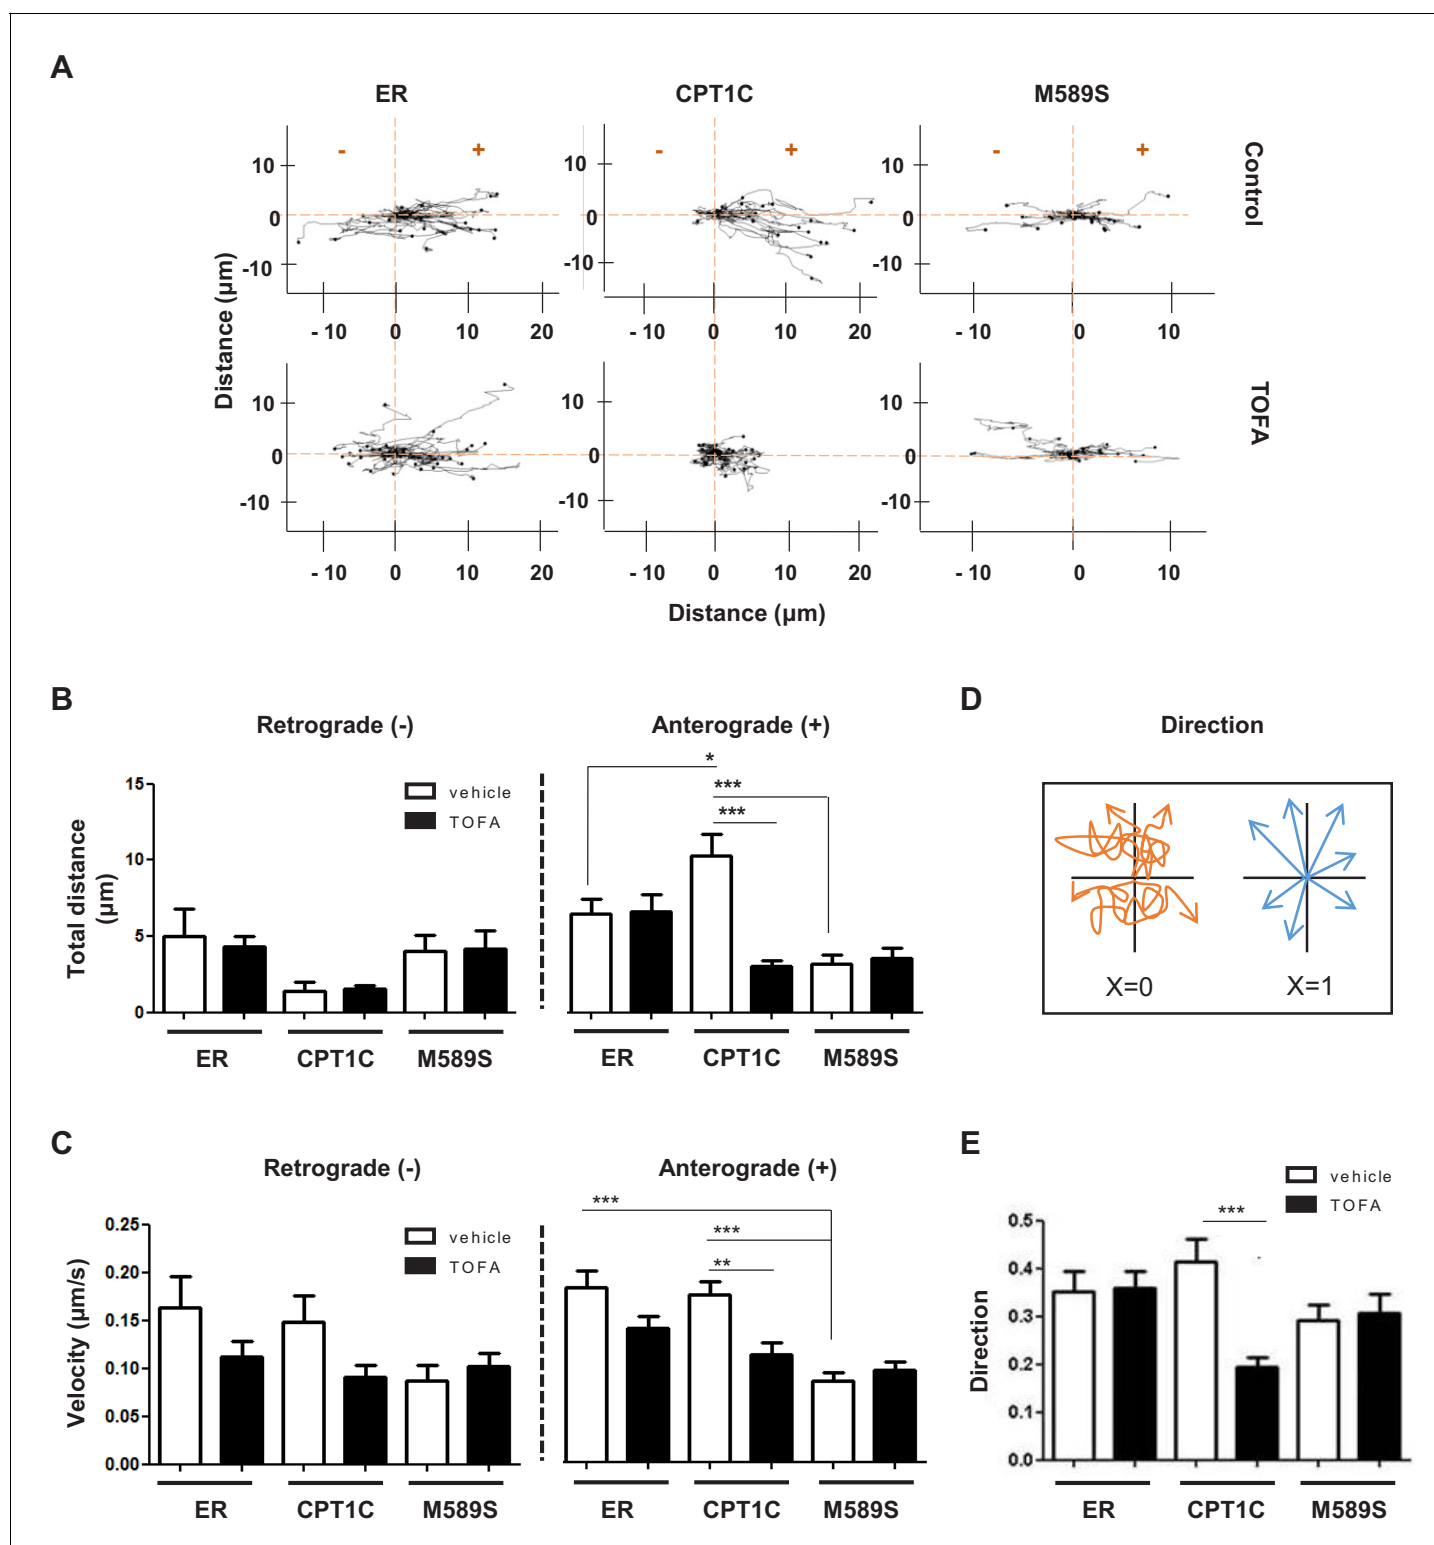 A
ER CPT1C M589S
- + - + - +
10 10 10
0 0 0
-10 -10 -10
Control
- 10 0 10 20 - 10 0 10 20 - 10 0 10
Distance (µm)
10 10 10
0 0 0
-10 -10 -10
TOFA
- 10 0 10 20 - 10 0 10 20 - 10 0 10
Distance (µm)
B
Retrograde (-) Anterograde (+)
vehicle
TOFA
* *** ***
15
10
5
0
Total distance
(µm)
ER CPT1C M589S ER CPT1C M589S
D
Direction
X=0 X=1
C
Retrograde (-) Anterograde (+)
vehicle
TOFA
*** *** **
0.25
0.20
0.15
0.10
0.05
0.00
Velocity (µm/s)
ER CPT1C M589S ER CPT1C M589S
E
vehicle
TOFA
***
0.5
0.4
0.3
0.2
0.1
0.0
Direction
ER CPT1C M589S